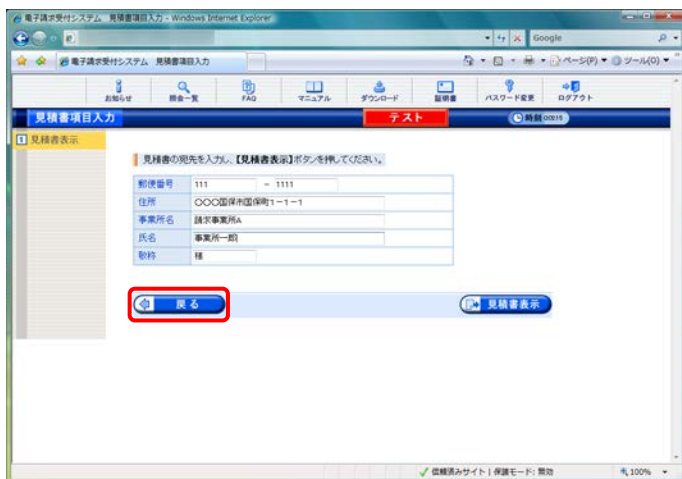 電子請求受付システム 見積書項目入力 - Windows Internet Explorer
Google
電子請求受付システム 見積書項目入力
ページ(P) ツール(O)
お知らせ 照会一覧 FAQ マニュアル ダウンロード 証明書 パスワード変更 ログアウト
見積書項目入力 テスト 時刻
1 見積書表示
見積書の宛先を入力し、【見積書表示】ボタンを押してください。
郵便番号 111 - 1111
住所 〇〇〇国保市国保町1-1-1
事業所名 請求事業所A
氏名 事業所一郎
敬称 様
戻る 見積書表示
信頼済みサイト | 保護モード: 無効 100%